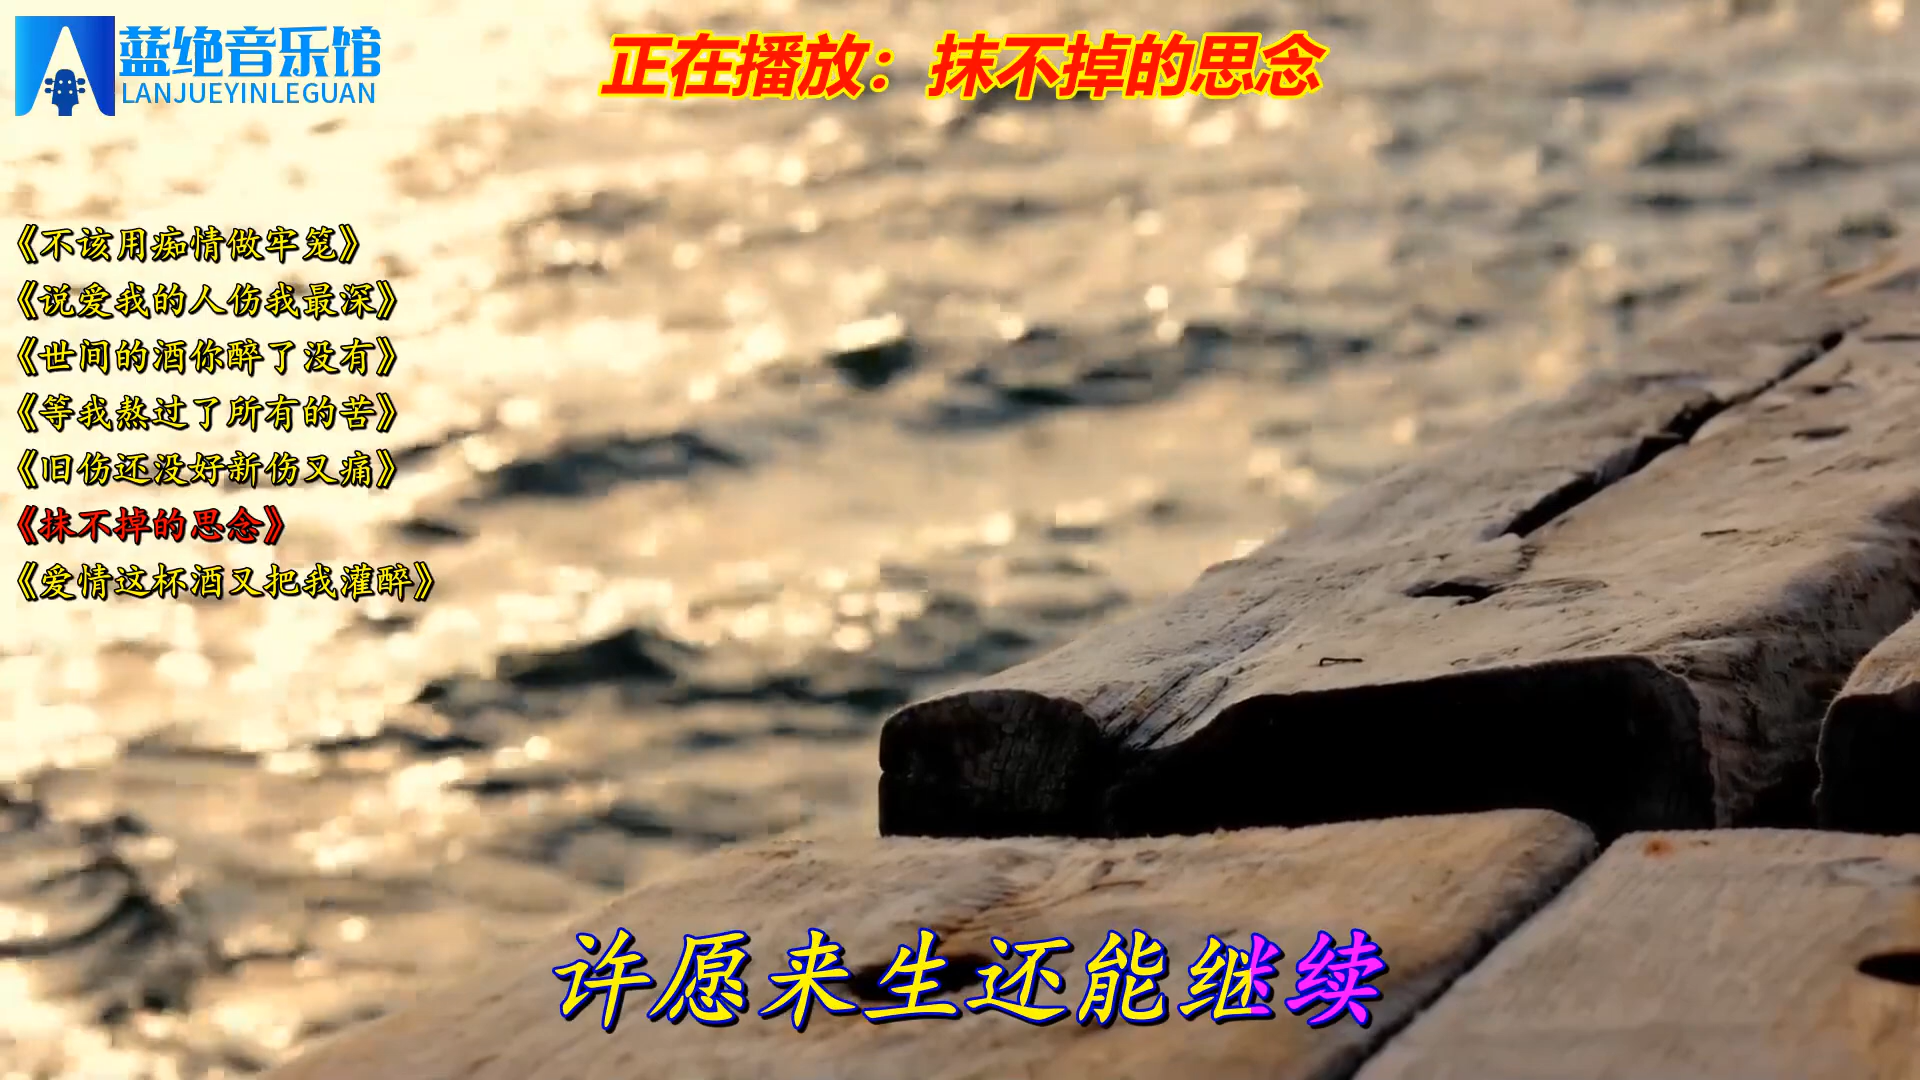 蓝绝音乐馆
LANJUEYINLEGUAN
正在播放：抹不掉的思念
《不该用痴情做牢笼》
《说爱我的人伤我最深》
《世间的酒你醉了没有》
《等我熬过了所有的苦》
《旧伤还没好新伤又痛》
《抹不掉的思念》
《爱情这杯酒又把我灌醉》
许愿来生还能继续